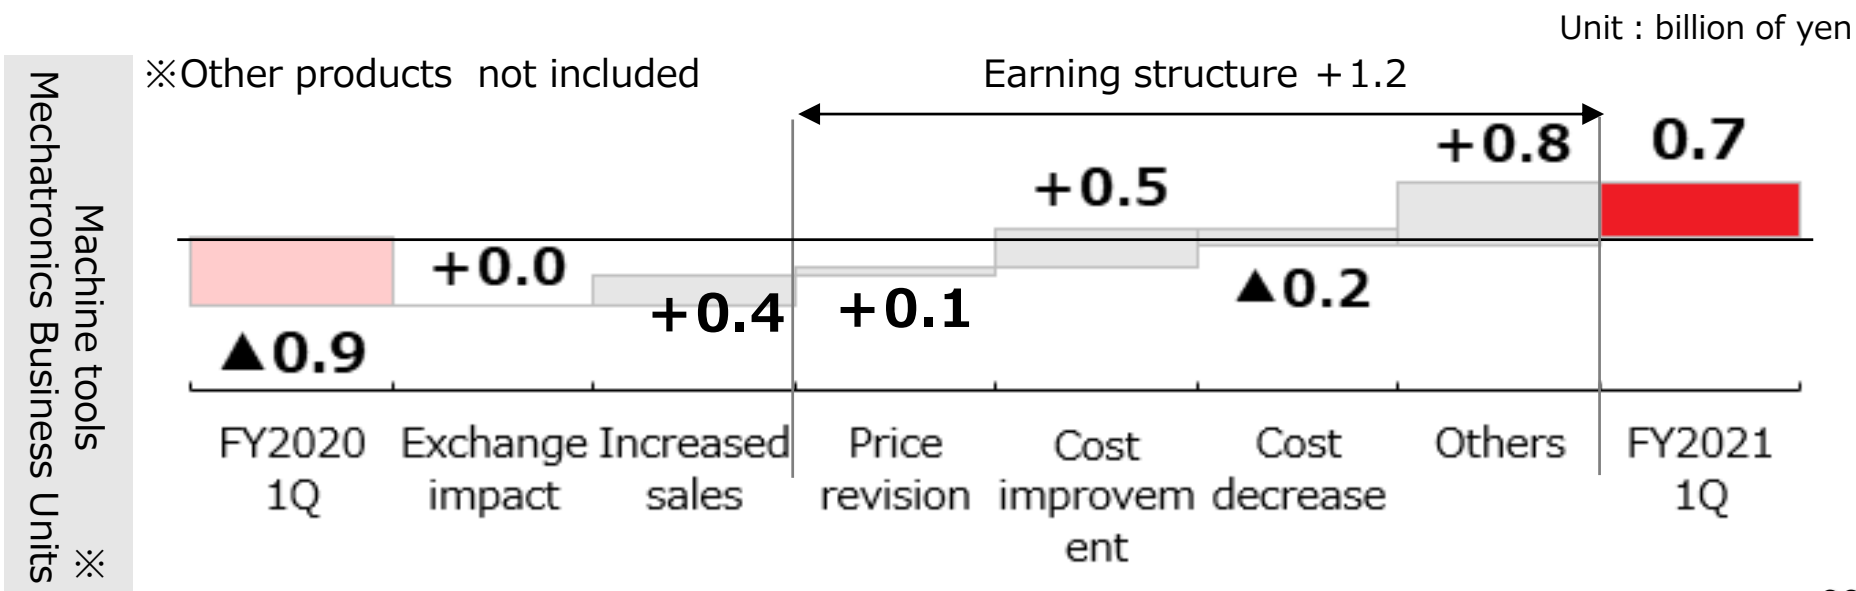 Unit : billion of yen
※Other products not included
Earning structure ＋1.2
Machine tools ※
Mechatronics Business Units
▲0.9
+0.0
+0.4
+0.1
+0.5
▲0.2
+0.8
0.7
FY2020
1Q
Exchange
impact
Increased
sales
Price
revision
Cost
improvem
ent
Cost
decrease
Others
FY2021
1Q